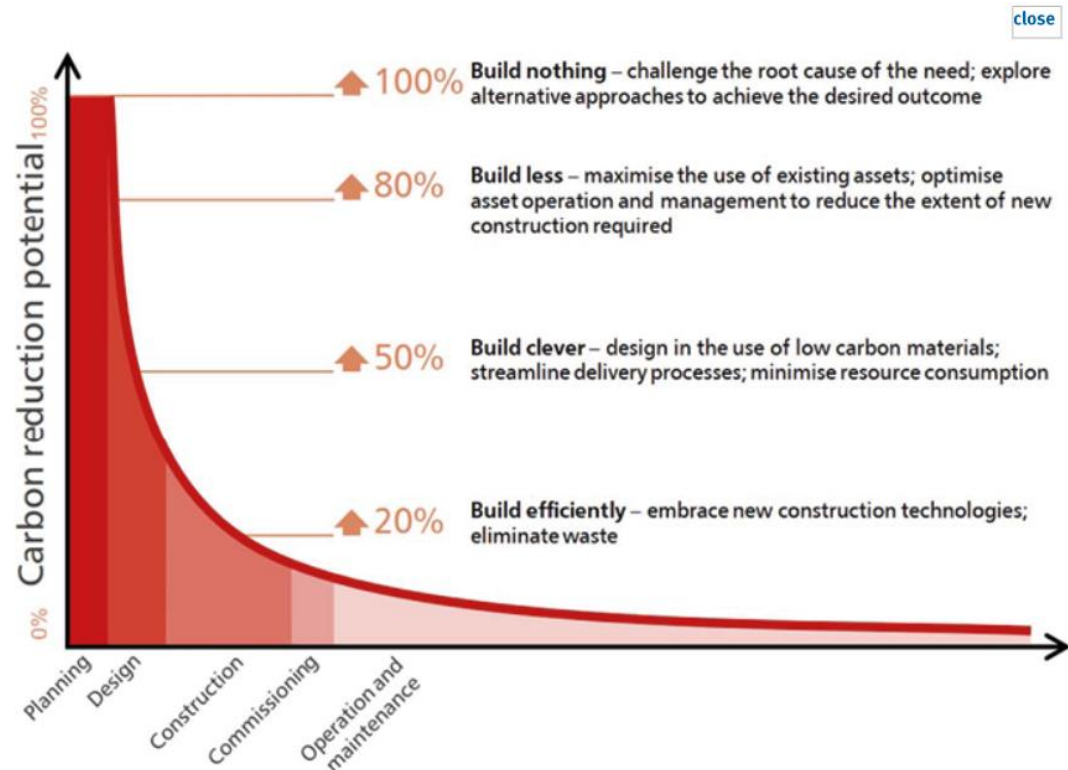 close
Carbon reduction potential
100%
0%
100%
Build nothing – challenge the root cause of the need; explore
alternative approaches to achieve the desired outcome
80%
Build less – maximise the use of existing assets; optimise
asset operation and management to reduce the extent of new
construction required
50%
Build clever – design in the use of low carbon materials;
streamline delivery processes; minimise resource consumption
20%
Build efficiently – embrace new construction technologies;
eliminate waste
Planning
Design
Construction
Commissioning
Operation and
maintenance